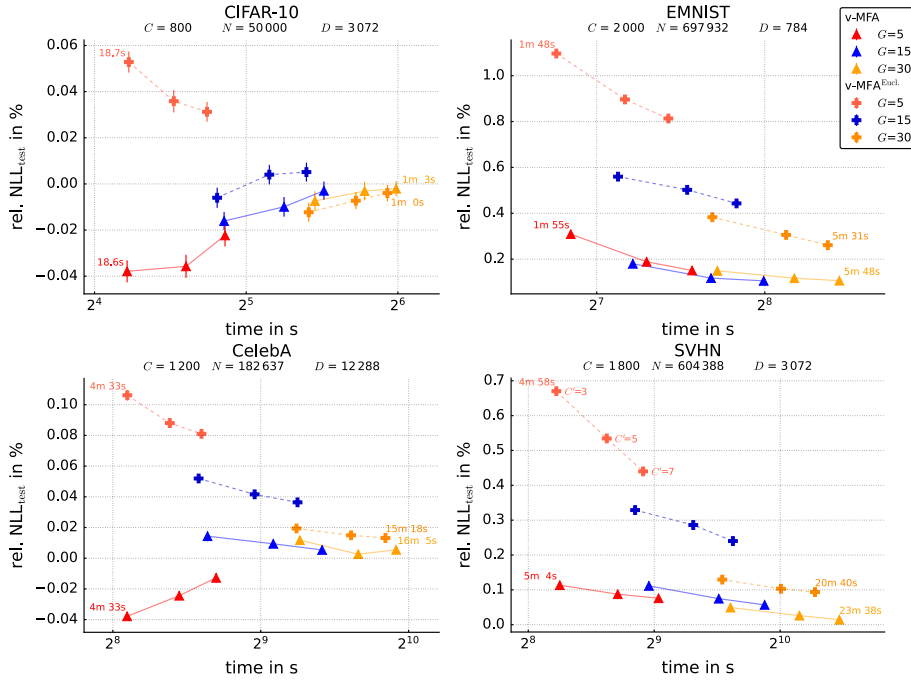 CIFAR-10
C = 800 N = 50 000 D = 3 072
0.06
0.04
0.02
0.00
−0.02
−0.04
rel. NLL_test in %
18.7s
18.6s
1m 3s
1m 0s
2^4 2^5 2^6
time in s
EMNIST
C = 2 000 N = 697 932 D = 784
1.0
0.8
0.6
0.4
0.2
rel. NLL_test in %
1m 48s
1m 55s
5m 31s
5m 48s
2^7 2^8
time in s
v-MFA
G=5
G=15
G=30
v-MFA^Eucl.
G=5
G=15
G=30
CelebA
C = 1 200 N = 182 637 D = 12 288
0.10
0.08
0.06
0.04
0.02
0.00
−0.02
−0.04
rel. NLL_test in %
4m 33s
4m 33s
15m 18s
16m 5s
2^8 2^9 2^10
time in s
SVHN
C = 1 800 N = 604 388 D = 3 072
0.7
0.6
0.5
0.4
0.3
0.2
0.1
0.0
rel. NLL_test in %
4m 58s
C'=3
C'=5
C'=7
5m 4s
20m 40s
23m 38s
2^8 2^9 2^10
time in s